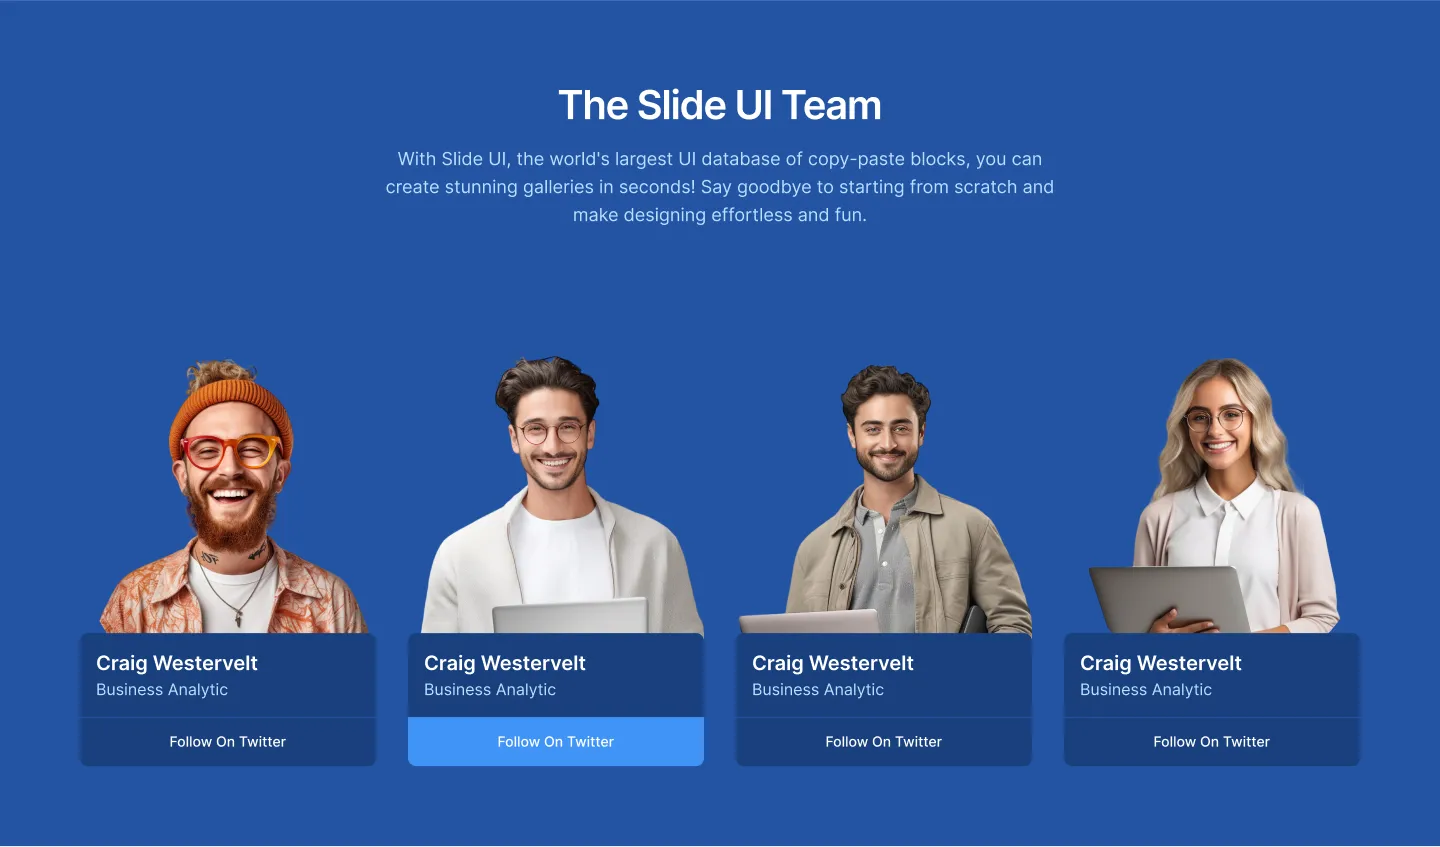 The Slide UI Team
With Slide UI, the world's largest UI database of copy-paste blocks, you can
create stunning galleries in seconds! Say goodbye to starting from scratch and
make designing effortless and fun.
Craig Westervelt
Business Analytic
Follow On Twitter
Craig Westervelt
Business Analytic
Follow On Twitter
Craig Westervelt
Business Analytic
Follow On Twitter
Craig Westervelt
Business Analytic
Follow On Twitter